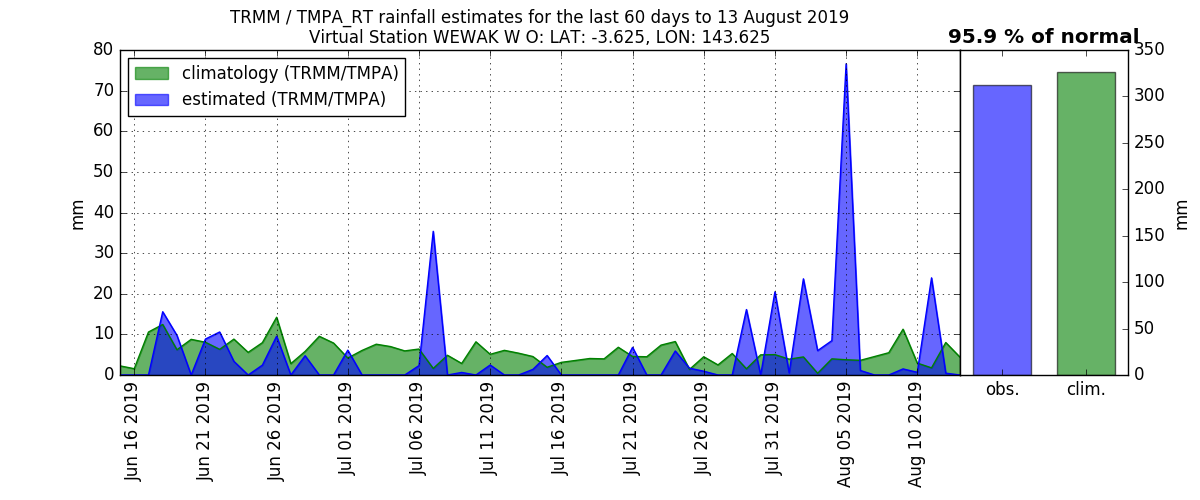 TRMM / TMPA_RT rainfall estimates for the last 60 days to 13 August 2019
Virtual Station WEWAK W O: LAT: -3.625, LON: 143.625
95.9 % of normal
climatology (TRMM/TMPA)
estimated (TRMM/TMPA)
80
70
60
50
40
30
20
10
0
mm
Jun 16 2019
Jun 21 2019
Jun 26 2019
Jul 01 2019
Jul 06 2019
Jul 11 2019
Jul 16 2019
Jul 21 2019
Jul 26 2019
Jul 31 2019
Aug 05 2019
Aug 10 2019
obs.
clim.
350
300
250
200
150
100
50
0
mm